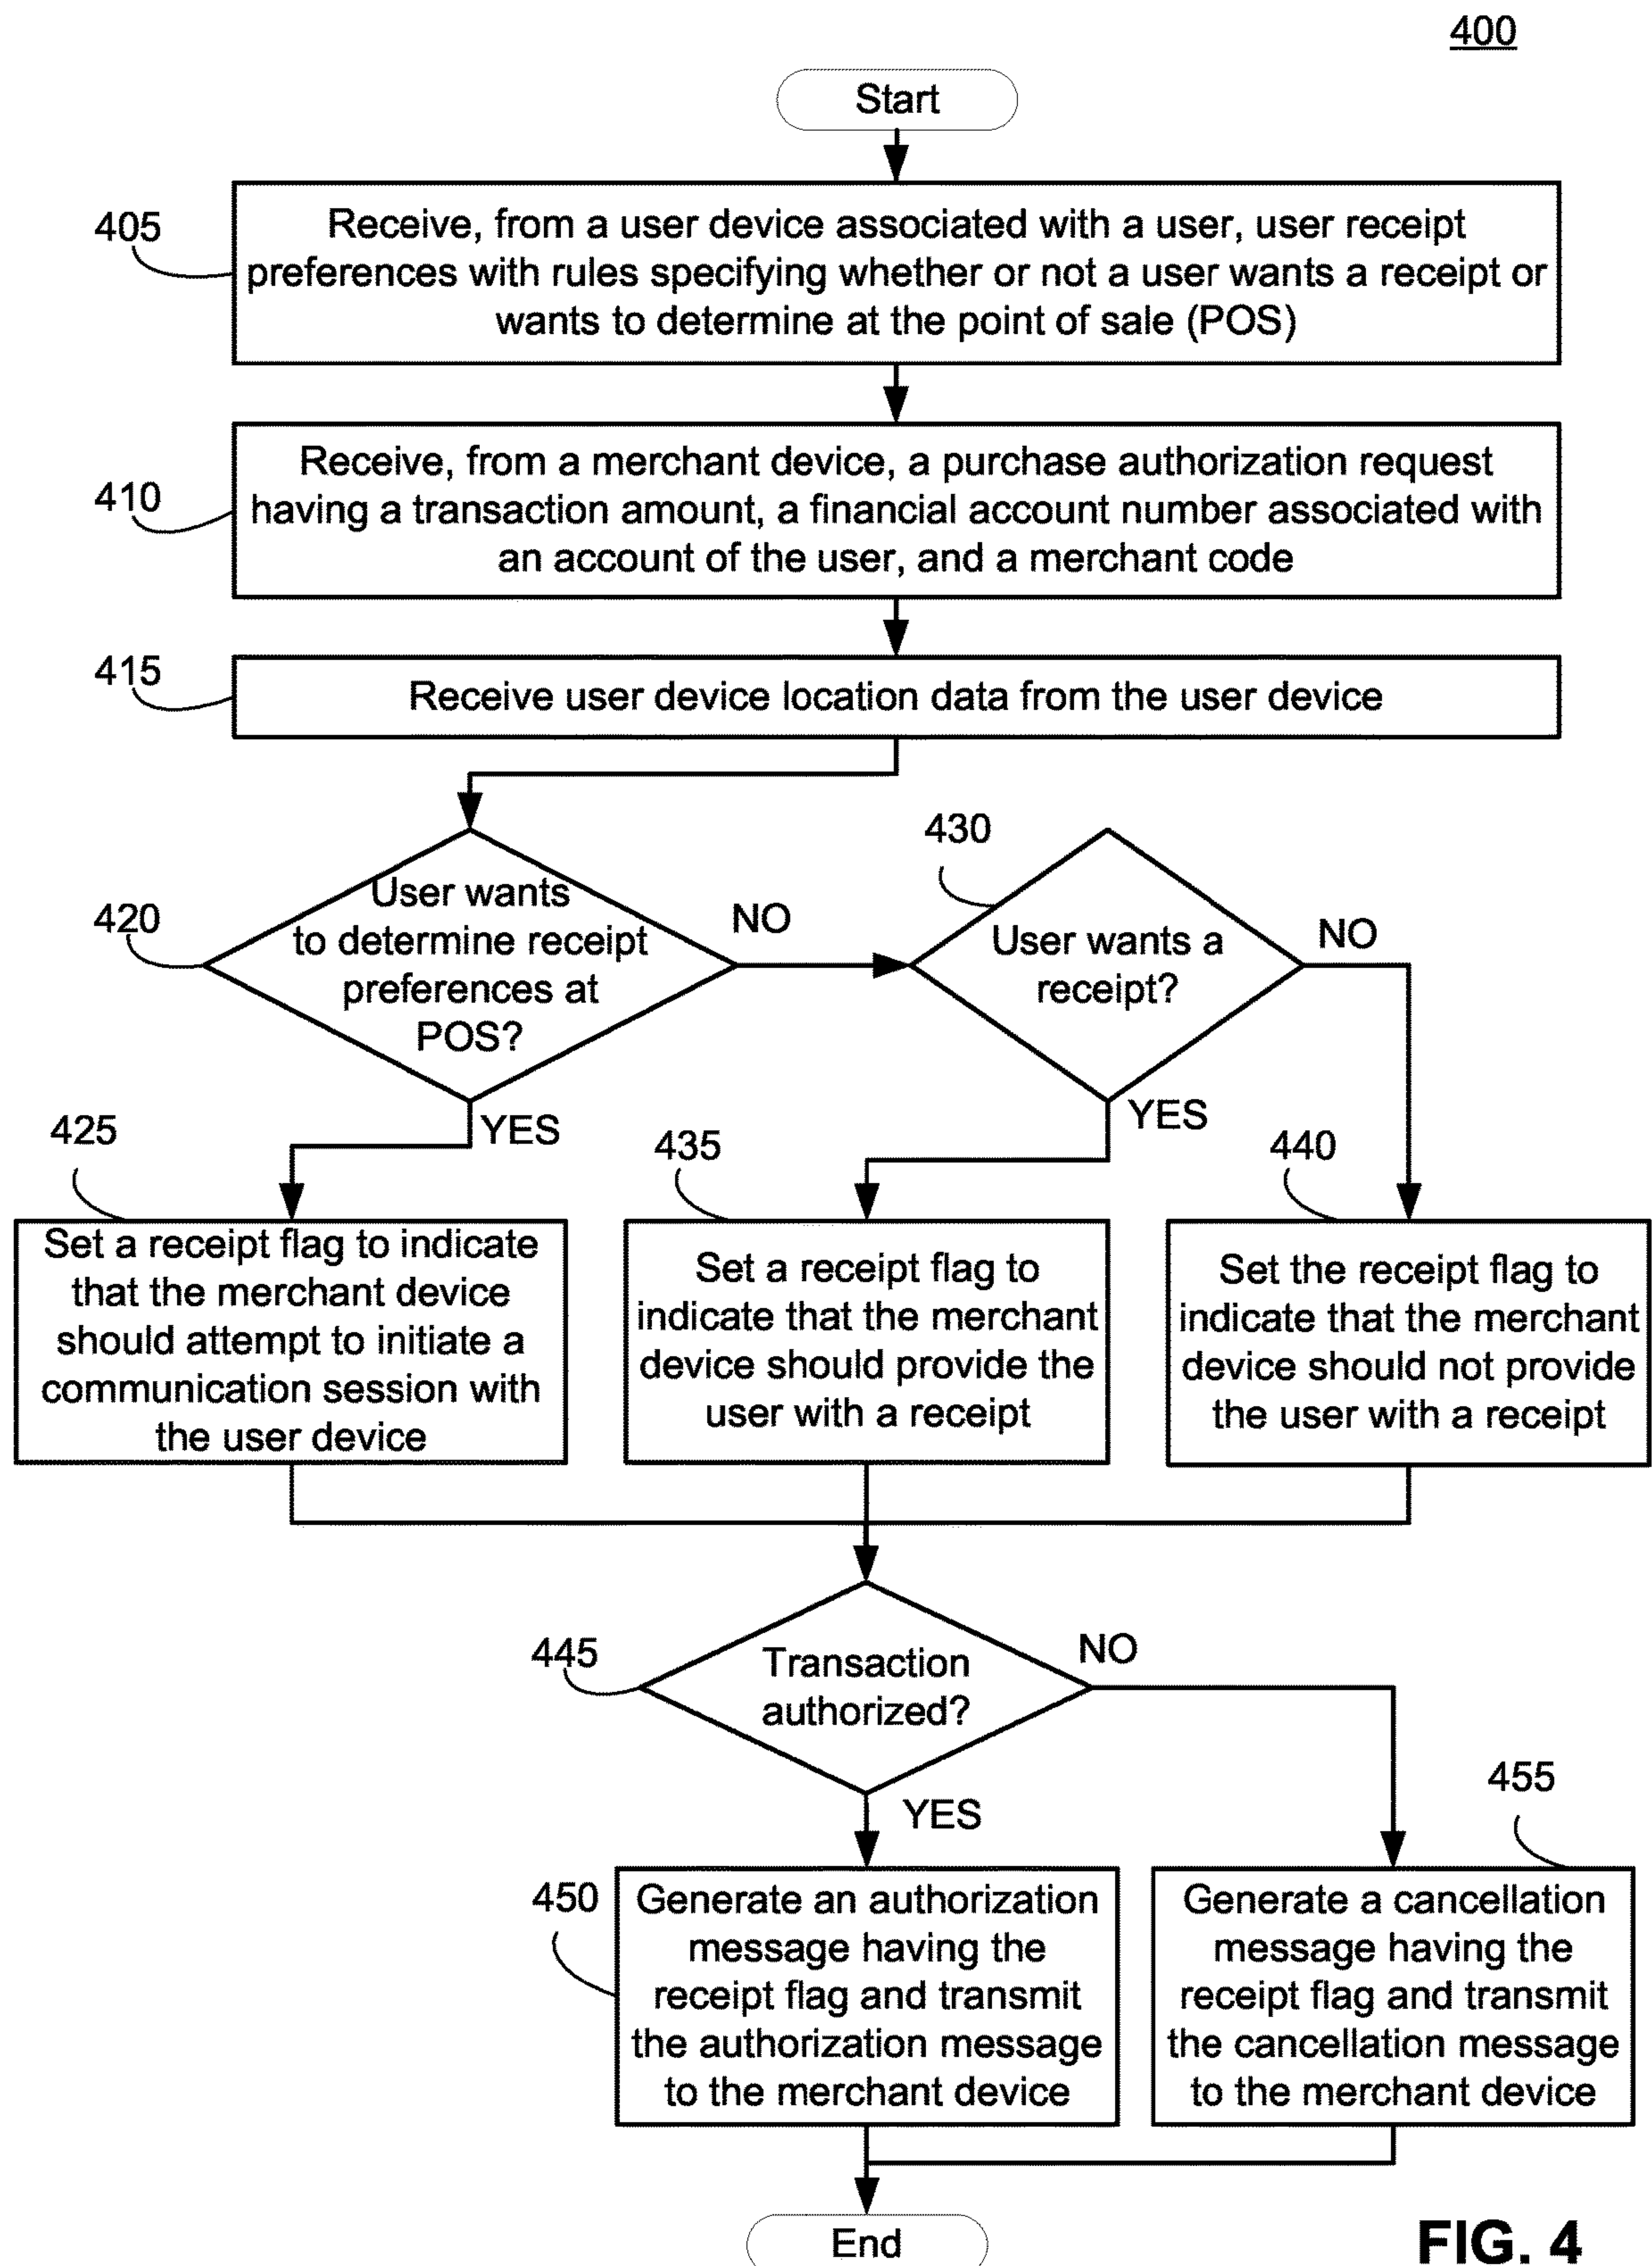 400
Start
405
Receive, from a user device associated with a user, user receipt
preferences with rules specifying whether or not a user wants a receipt or
wants to determine at the point of sale (POS)
410
Receive, from a merchant device, a purchase authorization request
having a transaction amount, a financial account number associated with
an account of the user, and a merchant code
415
Receive user device location data from the user device
420
User wants
to determine receipt
preferences at
POS?
NO
YES
430
User wants a
receipt?
NO
YES
425
Set a receipt flag to indicate
that the merchant device
should attempt to initiate a
communication session with
the user device
435
Set a receipt flag to
indicate that the merchant
device should provide the
user with a receipt
440
Set the receipt flag to
indicate that the merchant
device should not provide
the user with a receipt
445
Transaction
authorized?
NO
YES
450
Generate an authorization
message having the
receipt flag and transmit
the authorization message
to the merchant device
455
Generate a cancellation
message having the
receipt flag and transmit
the cancellation message
to the merchant device
End
FIG. 4